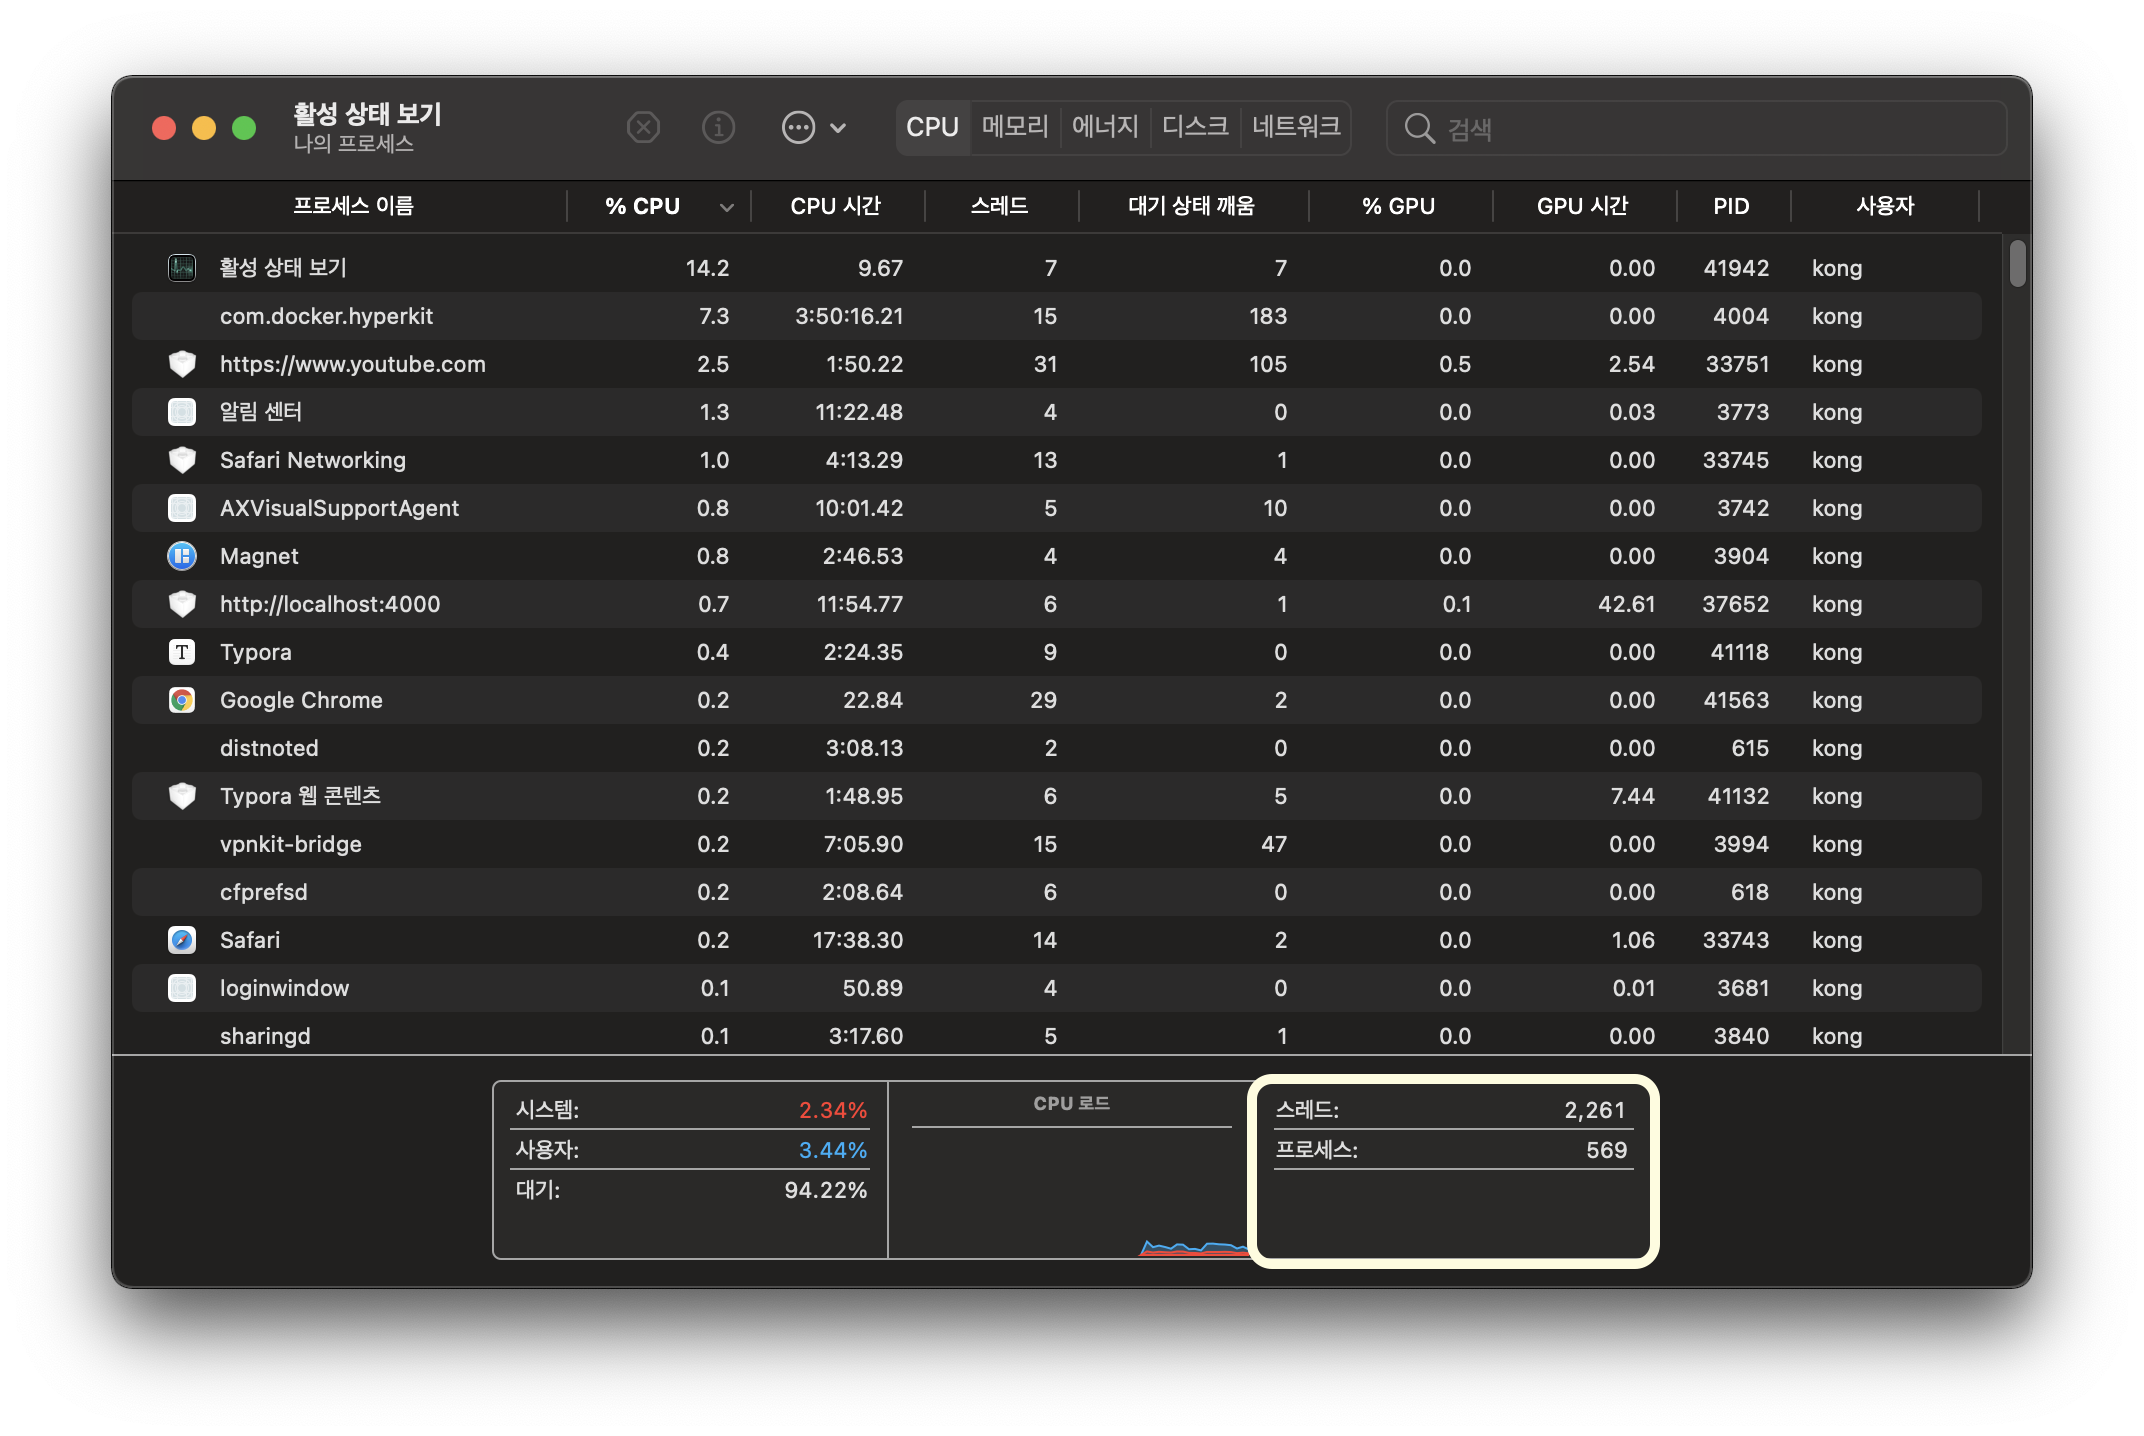 활성 상태 보기
나의 프로세스
CPU 메모리 에너지 디스크 네트워크 검색
프로세스 이름 % CPU CPU 시간 스레드 대기 상태 깨움 % GPU GPU 시간 PID 사용자
활성 상태 보기 14.2 9.67 7 7 0.0 0.00 41942 kong
com.docker.hyperkit 7.3 3:50:16.21 15 183 0.0 0.00 4004 kong
https://www.youtube.com 2.5 1:50.22 31 105 0.5 2.54 33751 kong
알림 센터 1.3 11:22.48 4 0 0.0 0.03 3773 kong
Safari Networking 1.0 4:13.29 13 1 0.0 0.00 33745 kong
AXVisualSupportAgent 0.8 10:01.42 5 10 0.0 0.00 3742 kong
Magnet 0.8 2:46.53 4 4 0.0 0.00 3904 kong
http://localhost:4000 0.7 11:54.77 6 1 0.1 42.61 37652 kong
T Typora 0.4 2:24.35 9 0 0.0 0.00 41118 kong
Google Chrome 0.2 22.84 29 2 0.0 0.00 41563 kong
distnoted 0.2 3:08.13 2 0 0.0 0.00 615 kong
Typora 웹 콘텐츠 0.2 1:48.95 6 5 0.0 7.44 41132 kong
vpnkit-bridge 0.2 7:05.90 15 47 0.0 0.00 3994 kong
cfprefsd 0.2 2:08.64 6 0 0.0 0.00 618 kong
Safari 0.2 17:38.30 14 2 0.0 1.06 33743 kong
loginwindow 0.1 50.89 4 0 0.0 0.01 3681 kong
sharingd 0.1 3:17.60 5 1 0.0 0.00 3840 kong
시스템: 2.34%
사용자: 3.44%
대기: 94.22%
CPU 로드
스레드: 2,261
프로세스: 569